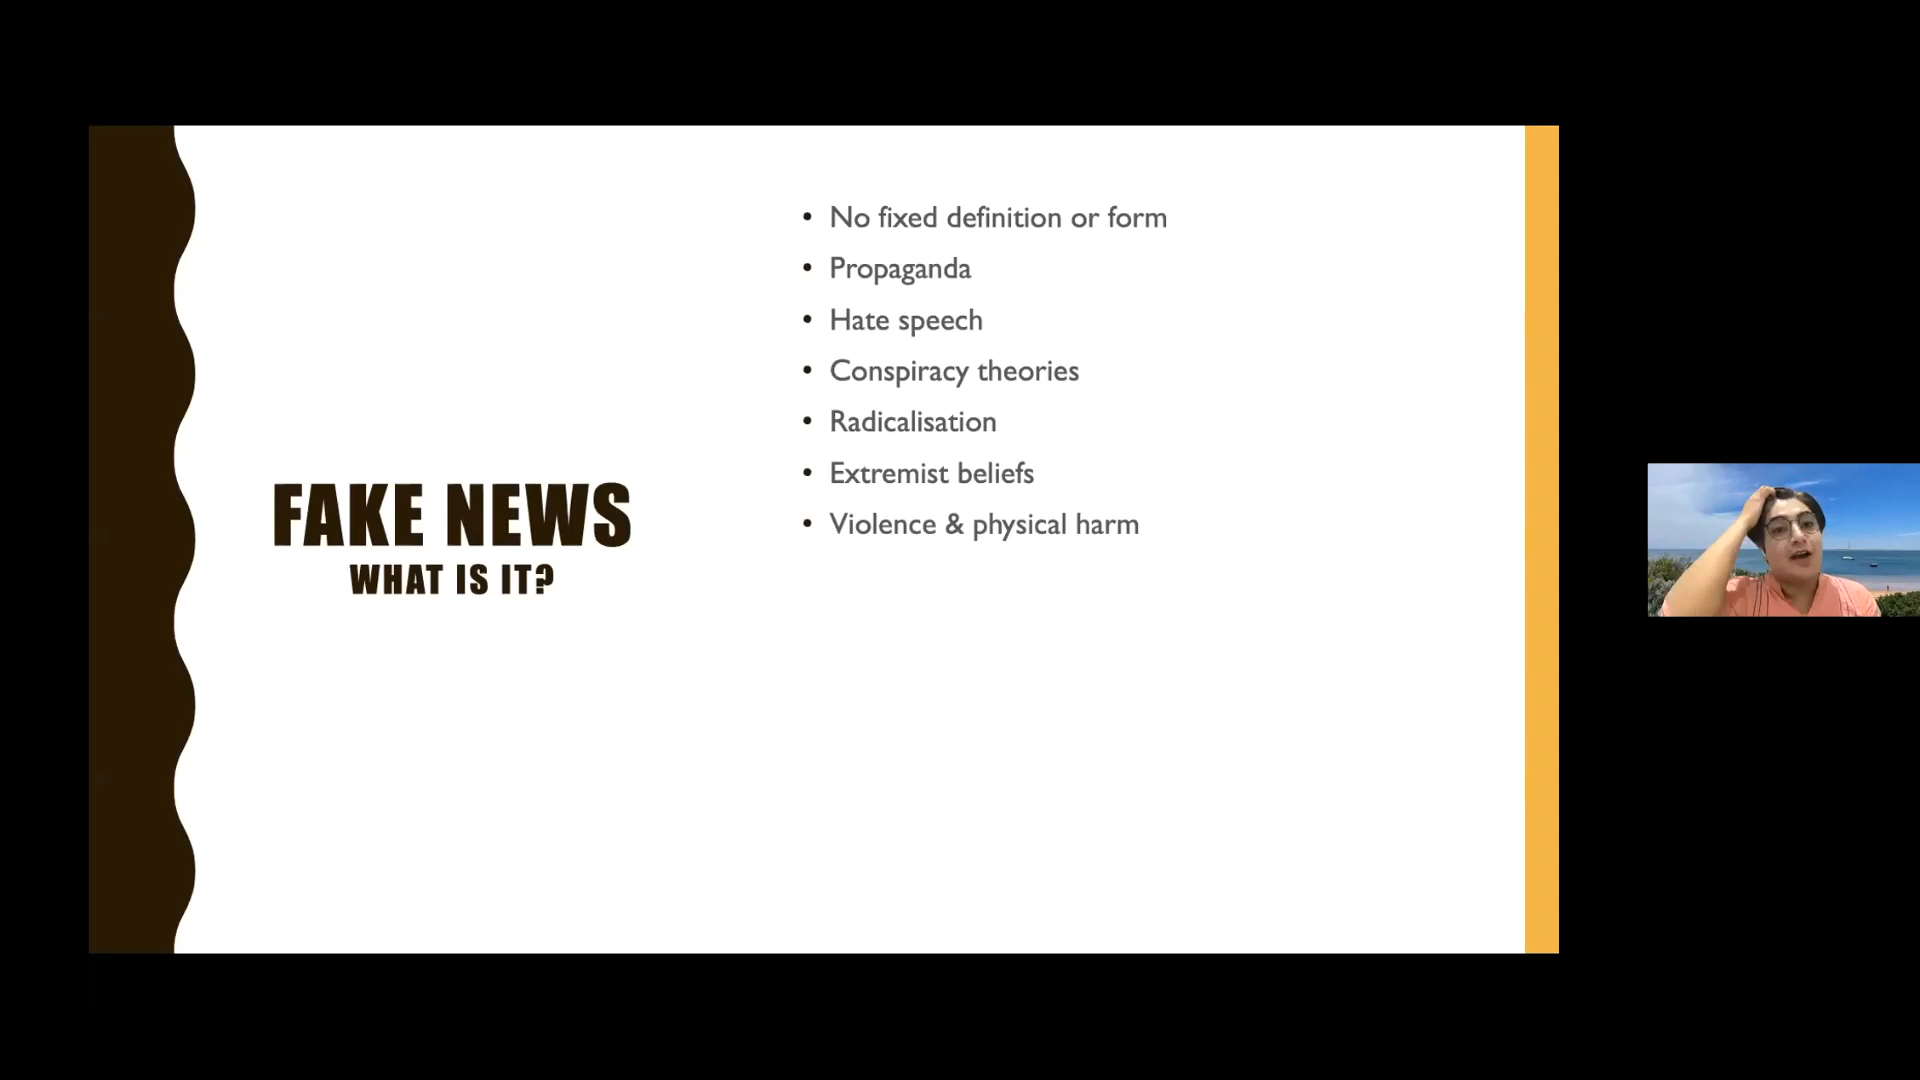 FAKE NEWS
WHAT IS IT?
• No fixed definition or form
• Propaganda
• Hate speech
• Conspiracy theories
• Radicalisation
• Extremist beliefs
• Violence & physical harm